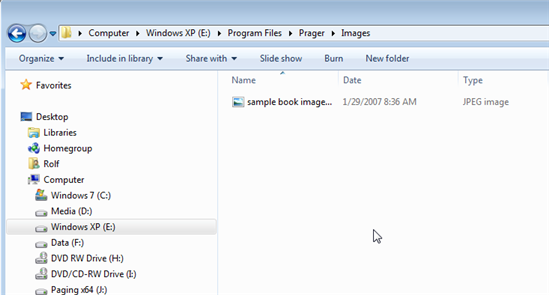 Computer Windows XP (E:) Program Files Prager Images
Organize Include in library Share with Slide show Burn New folder
Name Date Type
sample book image... 1/29/2007 8:36 AM JPEG image
Favorites
Desktop
Libraries
Homegroup
Rolf
Computer
Windows 7 (C:)
Media (D:)
Windows XP (E:)
Data (F:)
DVD RW Drive (H:)
DVD/CD-RW Drive (I:)
Paging x64 (J:)